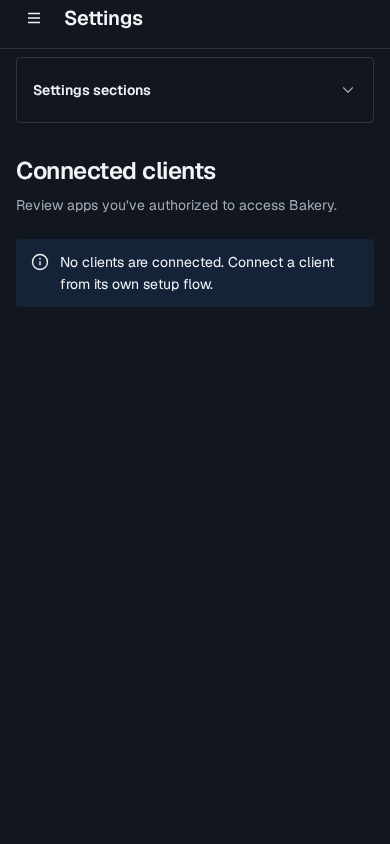 Settings
Settings sections
Connected clients
Review apps you've authorized to access Bakery.
No clients are connected. Connect a client
from its own setup flow.